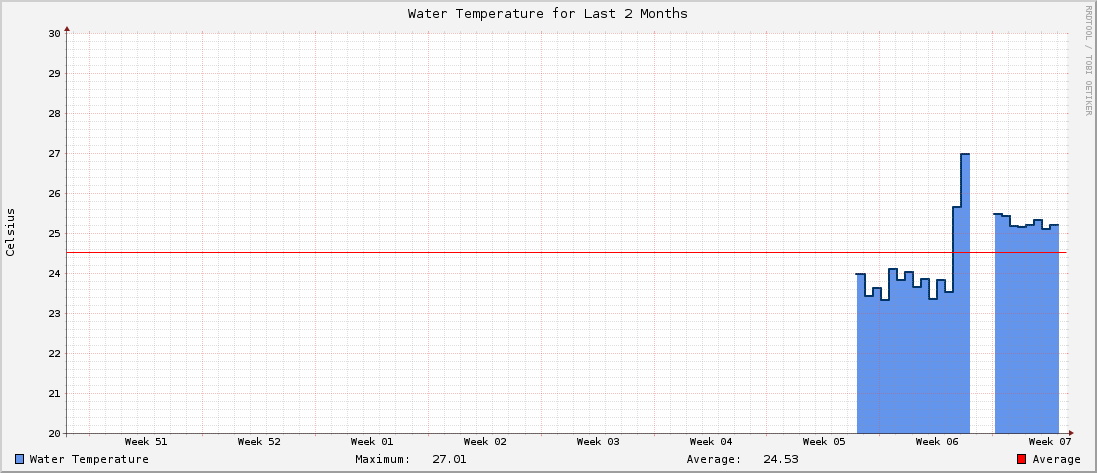 Water Temperature for Last 2 Months
RRDTOOL / TOBI OETIKER
Celsius
30
29
28
27
26
25
24
23
22
21
20
Week 51 Week 52 Week 01 Week 02 Week 03 Week 04 Week 05 Week 06 Week 07
Water Temperature Maximum: 27.01 Average: 24.53 Average